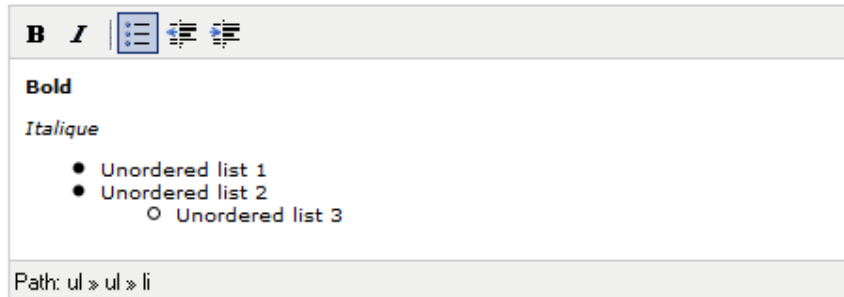 B I
Bold
Italique
Unordered list 1
Unordered list 2
Unordered list 3
Path: ul » ul » li